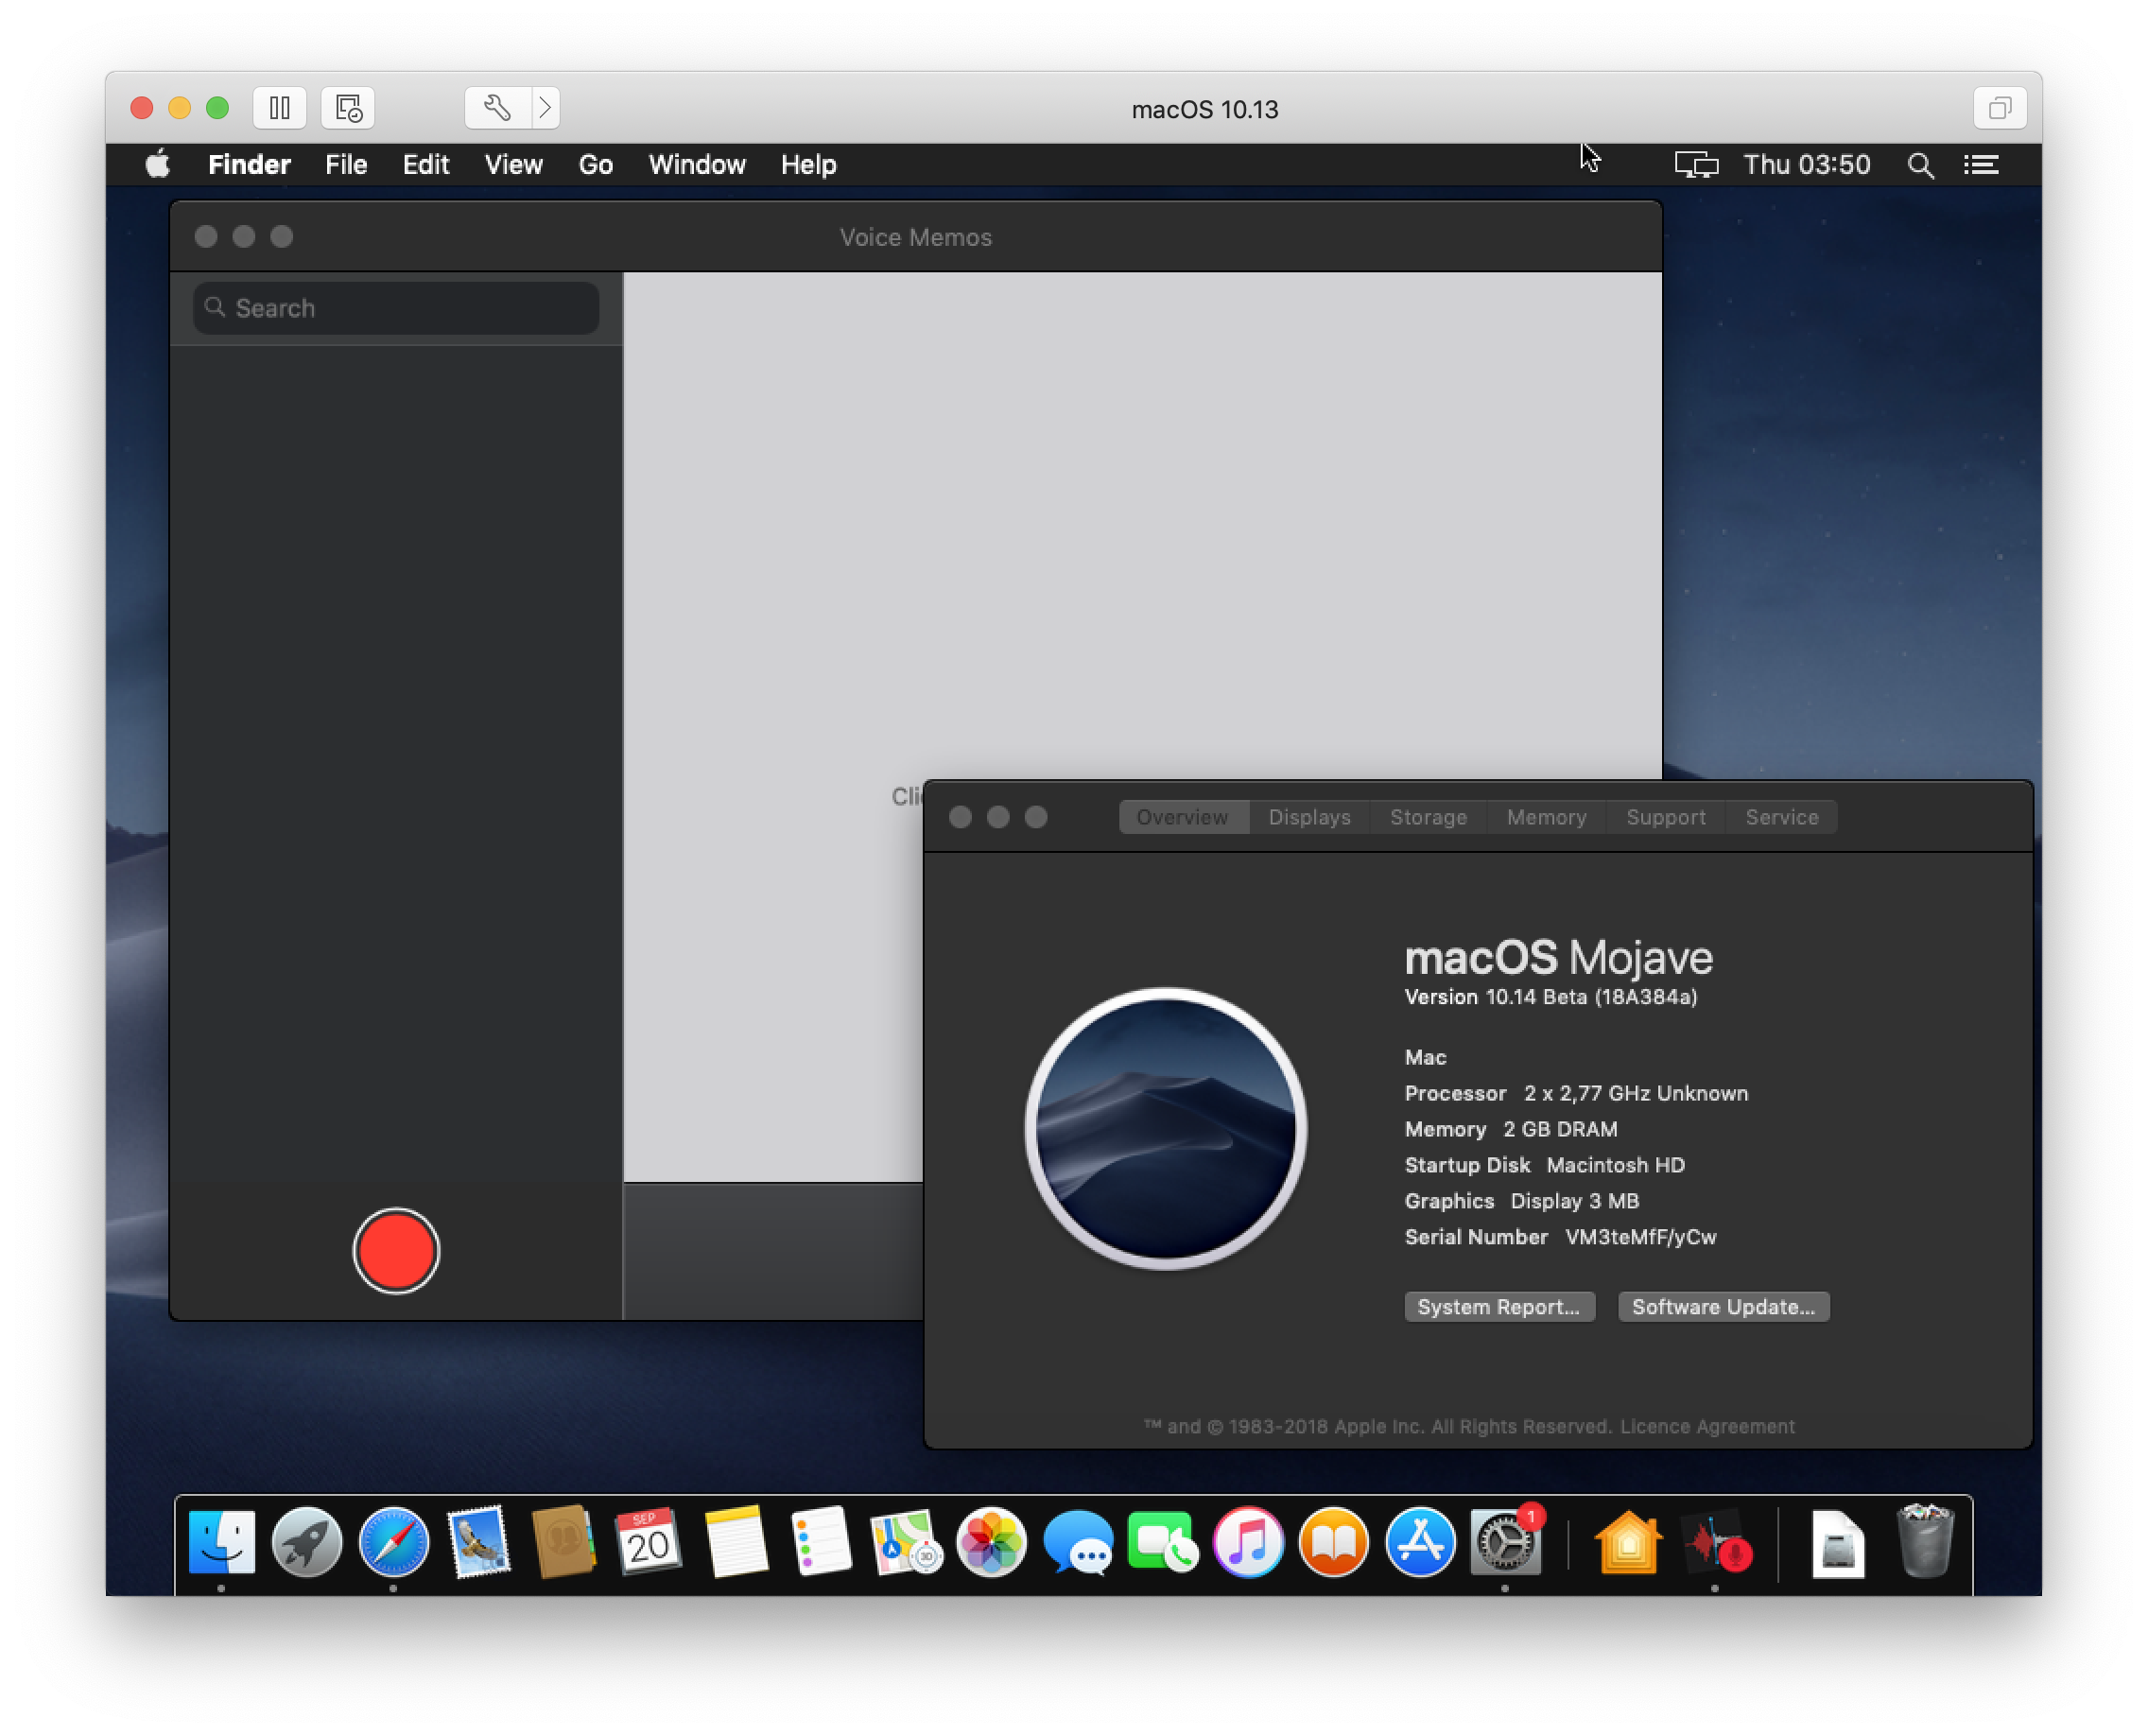 macOS 10.13
Finder File Edit View Go Window Help Thu 03:50
Voice Memos
Search
Overview Displays Storage Memory Support Service
macOS Mojave
Version 10.14 Beta (18A384a)
Mac
Processor 2 x 2,77 GHz Unknown
Memory 2 GB DRAM
Startup Disk Macintosh HD
Graphics Display 3 MB
Serial Number VM3teMfF/yCw
System Report... Software Update...
™ and © 1983-2018 Apple Inc. All Rights Reserved. Licence Agreement
SEP
20
3D
1